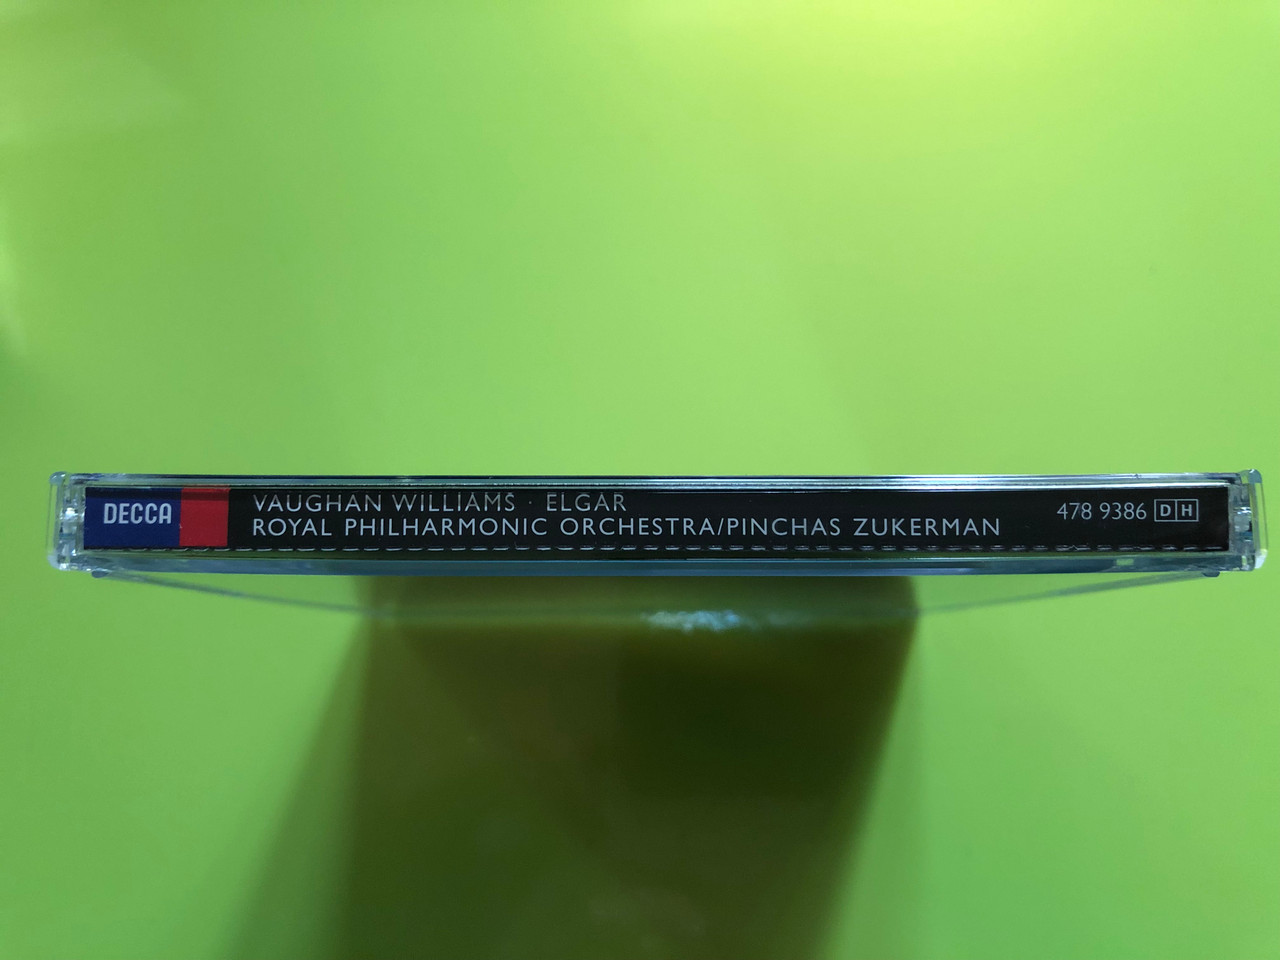 DECCA
VAUGHAN WILLIAMS · ELGAR
ROYAL PHILHARMONIC ORCHESTRA/PINCHAS ZUKERMAN
478 9386 DH